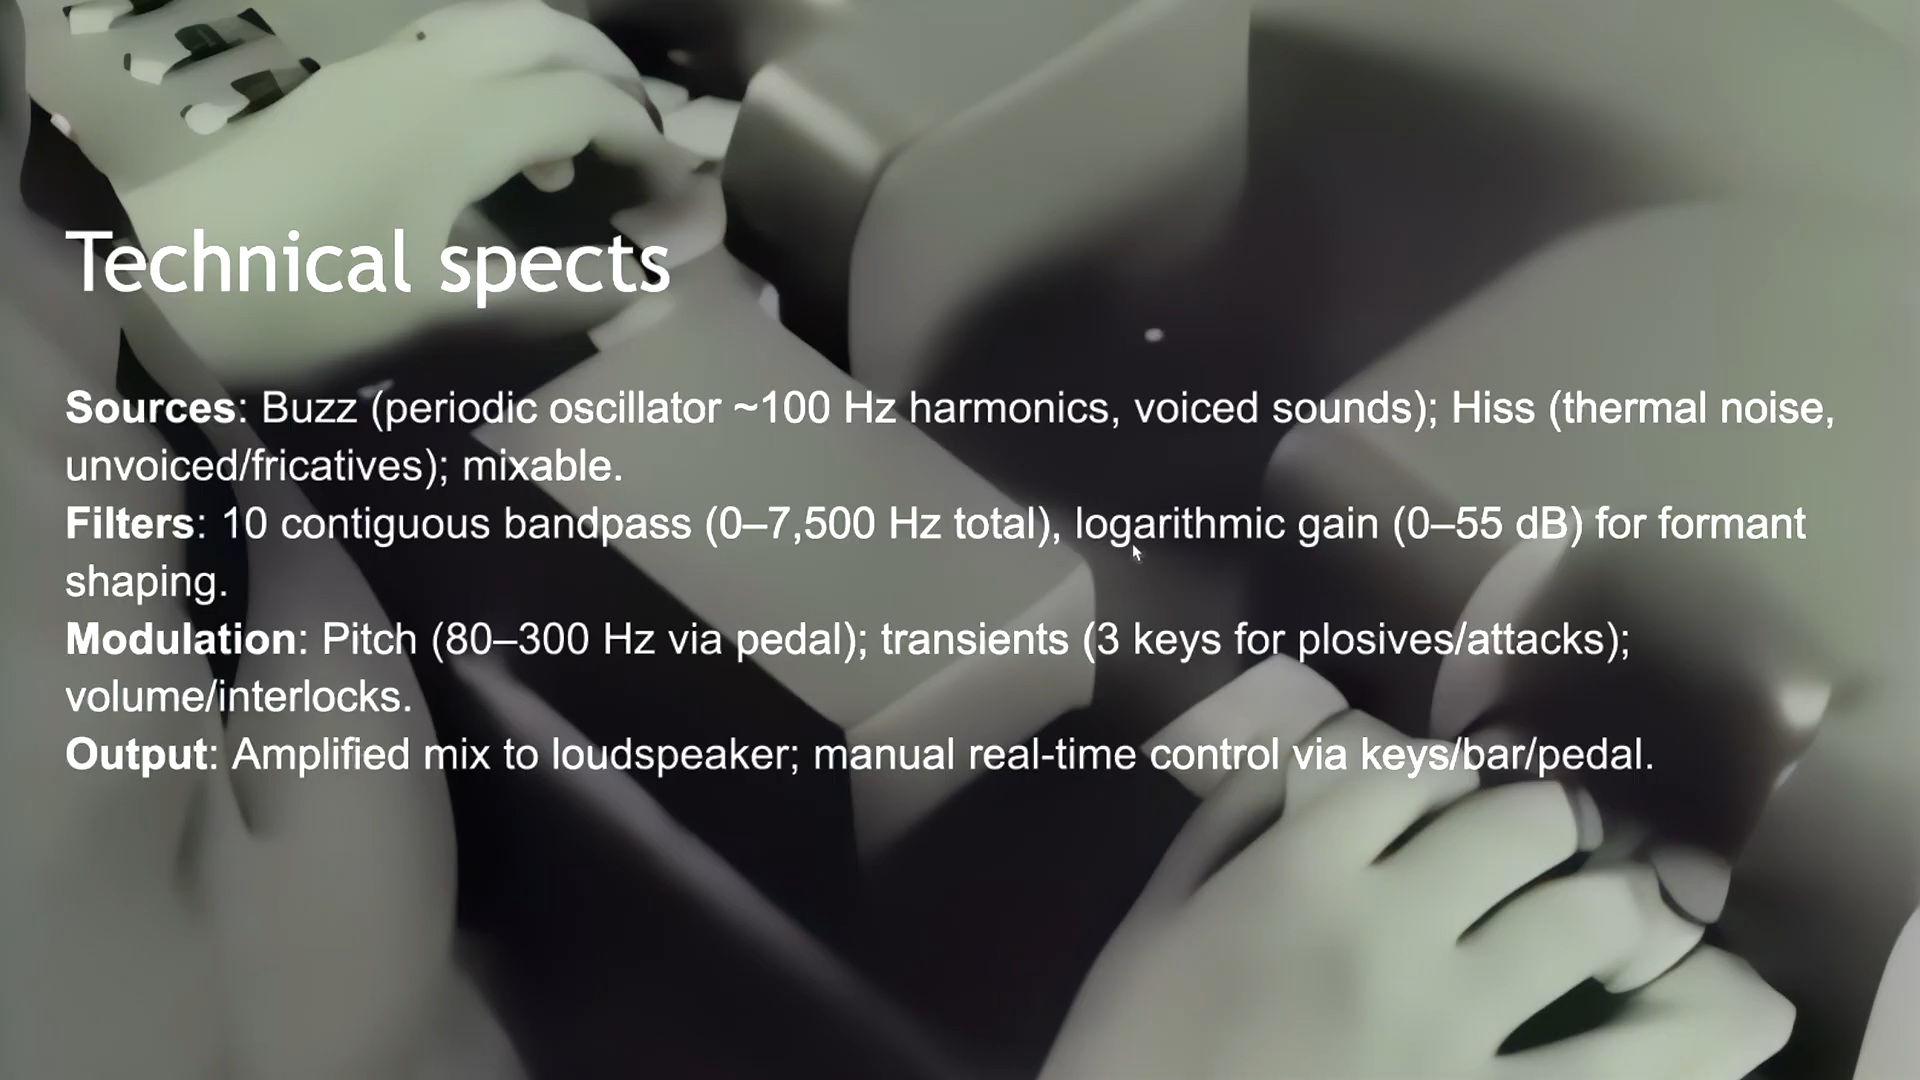 Technical spects
Sources: Buzz (periodic oscillator ~100 Hz harmonics, voiced sounds); Hiss (thermal noise,
unvoiced/fricatives); mixable.
Filters: 10 contiguous bandpass (0–7,500 Hz total), logarithmic gain (0–55 dB) for formant
shaping.
Modulation: Pitch (80–300 Hz via pedal); transients (3 keys for plosives/attacks);
volume/interlocks.
Output: Amplified mix to loudspeaker; manual real-time control via keys/bar/pedal.